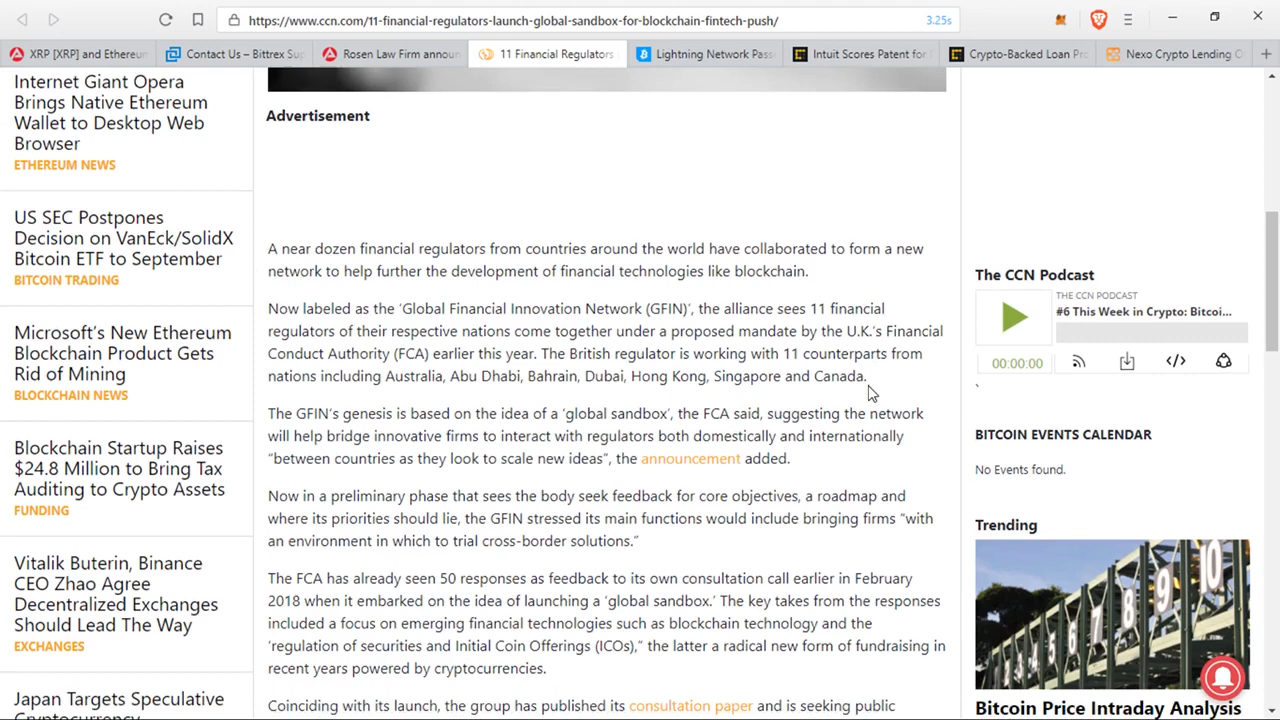 https://www.ccn.com/11-financial-regulators-launch-global-sandbox-for-blockchain-fintech-push/
3.25s
XRP [XRP] and Ethereu
Contact Us – Bittrex Sup
Rosen Law Firm announ
11 Financial Regulators
Lightning Network Pass
Intuit Scores Patent for
Crypto-Backed Loan Pro
Nexo Crypto Lending O
Internet Giant Opera
Brings Native Ethereum
Wallet to Desktop Web
Browser
ETHEREUM NEWS
US SEC Postpones
Decision on VanEck/SolidX
Bitcoin ETF to September
BITCOIN TRADING
Microsoft's New Ethereum
Blockchain Product Gets
Rid of Mining
BLOCKCHAIN NEWS
Blockchain Startup Raises
$24.8 Million to Bring Tax
Auditing to Crypto Assets
FUNDING
Vitalik Buterin, Binance
CEO Zhao Agree
Decentralized Exchanges
Should Lead The Way
EXCHANGES
Japan Targets Speculative
Cryptocurrency
Advertisement
A near dozen financial regulators from countries around the world have collaborated to form a new
network to help further the development of financial technologies like blockchain.
Now labeled as the ‘Global Financial Innovation Network (GFIN)’, the alliance sees 11 financial
regulators of their respective nations come together under a proposed mandate by the U.K.’s Financial
Conduct Authority (FCA) earlier this year. The British regulator is working with 11 counterparts from
nations including Australia, Abu Dhabi, Bahrain, Dubai, Hong Kong, Singapore and Canada.
The GFIN’s genesis is based on the idea of a ‘global sandbox’, the FCA said, suggesting the network
will help bridge innovative firms to interact with regulators both domestically and internationally
“between countries as they look to scale new ideas”, the announcement added.
Now in a preliminary phase that sees the body seek feedback for core objectives, a roadmap and
where its priorities should lie, the GFIN stressed its main functions would include bringing firms “with
an environment in which to trial cross-border solutions.”
The FCA has already seen 50 responses as feedback to its own consultation call earlier in February
2018 when it embarked on the idea of launching a ‘global sandbox.’ The key takes from the responses
included a focus on emerging financial technologies such as blockchain technology and the
‘regulation of securities and Initial Coin Offerings (ICOs),” the latter a radical new form of fundraising in
recent years powered by cryptocurrencies.
Coinciding with its launch, the group has published its consultation paper and is seeking public
The CCN Podcast
THE CCN PODCAST
#6 This Week in Crypto: Bitcoi...
00:00:00
`
BITCOIN EVENTS CALENDAR
No Events found.
Trending
7
8
9
10
Bitcoin Price Intraday Analysis